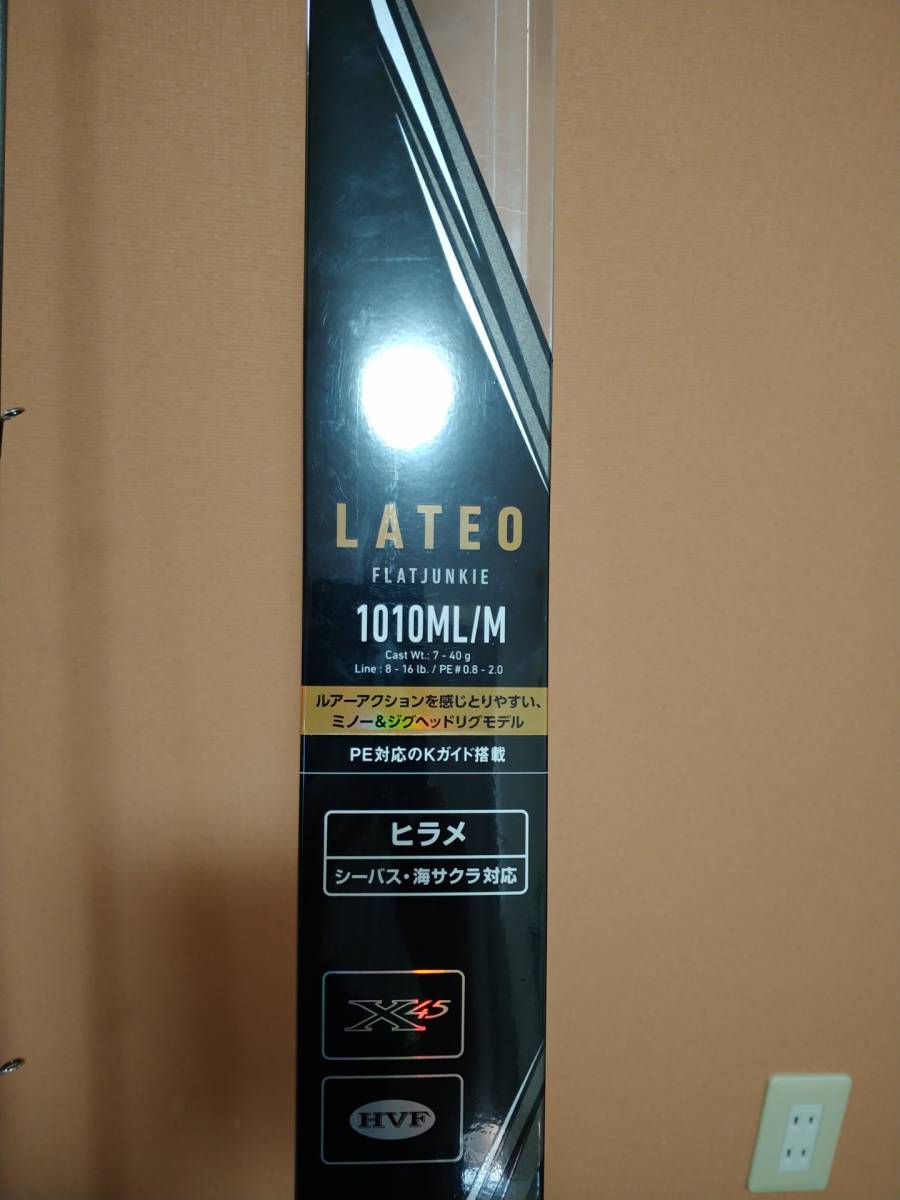 LATEO
FLATJUNKIE
1010ML/M
Cast Wt.: 7 - 40 g
Line : 8 - 16 lb. / PE#0.8 - 2.0
ルアーアクションを感じとりやすい、
ミノー&ジグヘッドリグモデル
PE対応のKガイド搭載
ヒラメ
シーバス・海サクラ対応
X45
HVF